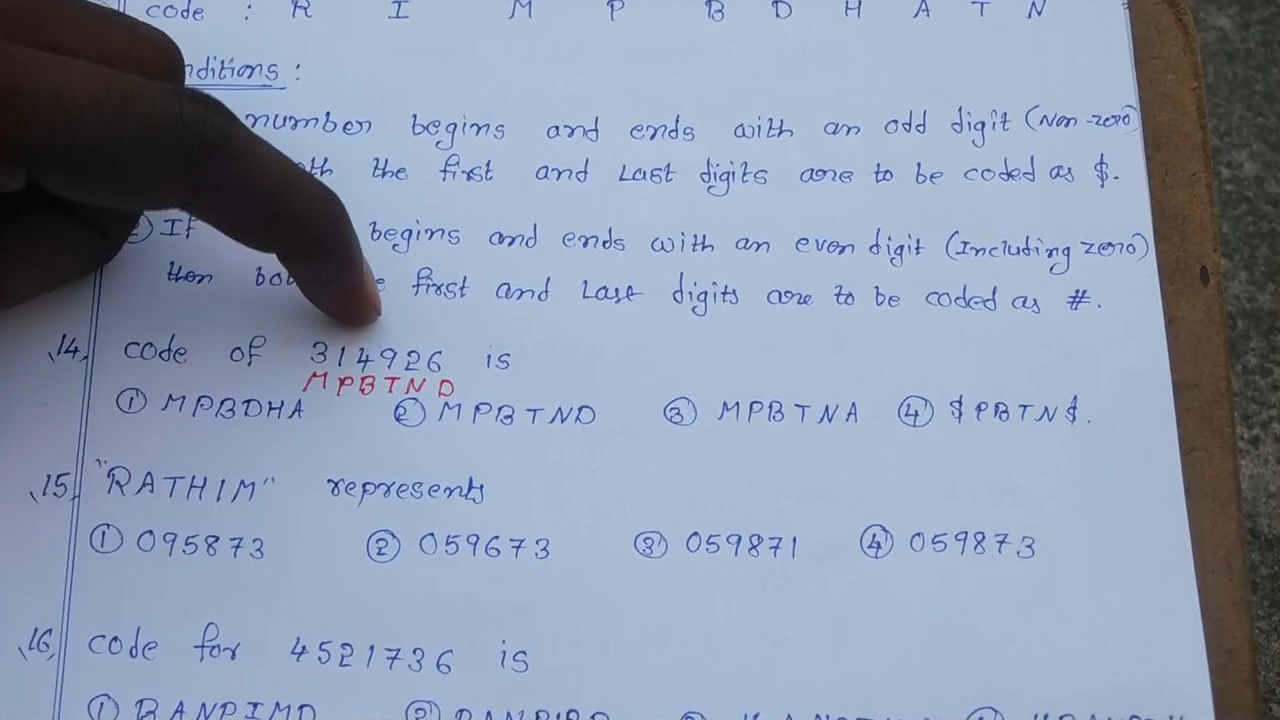 code : R I M P B D H A T N
nditions :
number begins and ends with an odd digit (Non-zero)
the first and Last digits are to be coded as $.
2) If begins and ends with an even digit (Including zero)
then first and Last digits are to be coded as #.
14. code of 314926 is
MPBTND
① MPBDHA ② MPBTND ③ MPBTNA ④ $PBTN$.
15. "RATHIM" represents
① 095873 ② 059673 ③ 059871 ④ 059873
16. code for 4521736 is
① BANPIMD